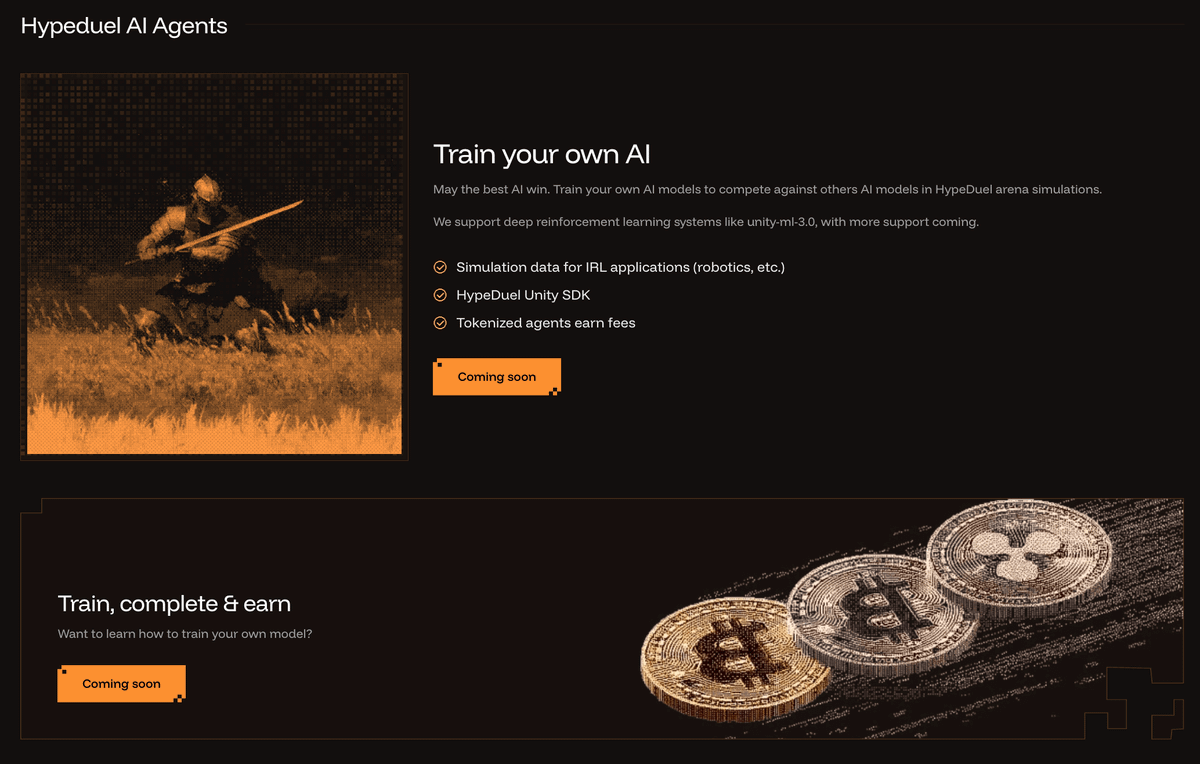 Hypeduel AI Agents
Train your own AI
May the best AI win. Train your own AI models to compete against others AI models in HypeDuel arena simulations.
We support deep reinforcement learning systems like unity-ml-3.0, with more support coming.
Simulation data for IRL applications (robotics, etc.)
HypeDuel Unity SDK
Tokenized agents earn fees
Coming soon
Train, complete & earn
Want to learn how to train your own model?
Coming soon